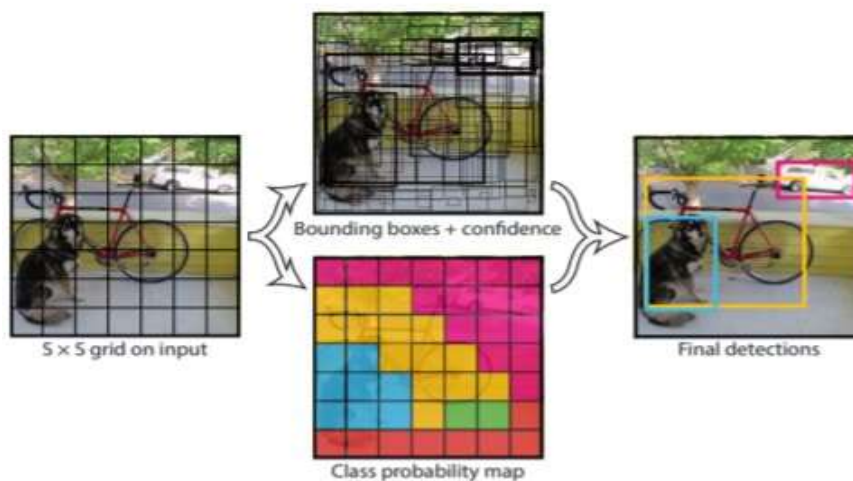 S × S grid on input
Bounding boxes + confidence
Class probability map
Final detections